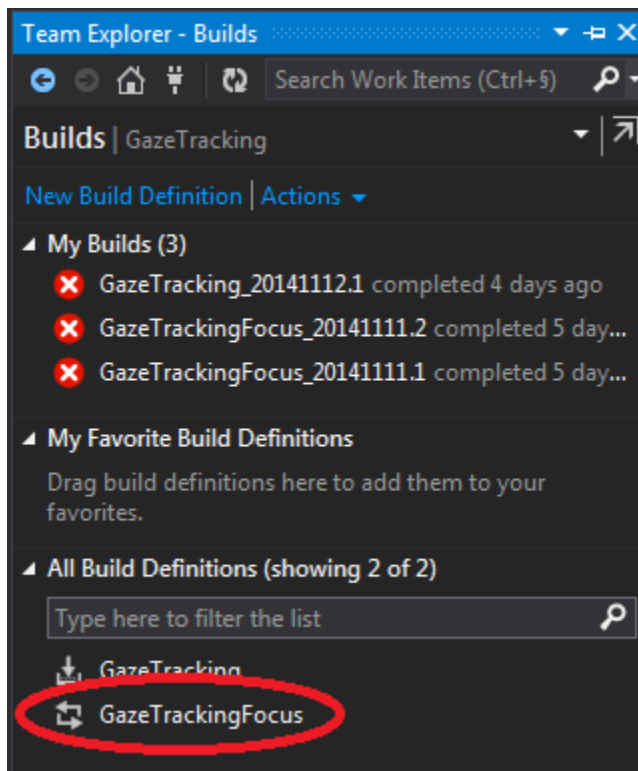 Team Explorer - Builds
Search Work Items (Ctrl+§)
Builds | GazeTracking
New Build Definition | Actions
My Builds (3)
GazeTracking_20141112.1 completed 4 days ago
GazeTrackingFocus_20141111.2 completed 5 day...
GazeTrackingFocus_20141111.1 completed 5 day...
My Favorite Build Definitions
Drag build definitions here to add them to your
favorites.
All Build Definitions (showing 2 of 2)
Type here to filter the list
GazeTracking
GazeTrackingFocus